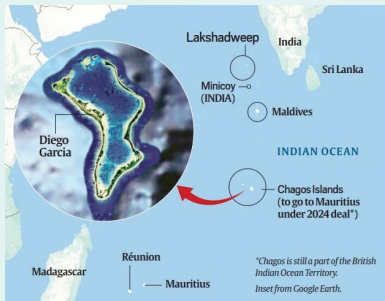 Lakshadweep
India
Minicoy
(INDIA)
Sri Lanka
Maldives
Diego
Garcia
INDIAN OCEAN
Chagos Islands
(to go to Mauritius
under 2024 deal*)
Réunion
Madagascar
Mauritius
*Chagos is still a part of the British
Indian Ocean Territory.
Inset from Google Earth.